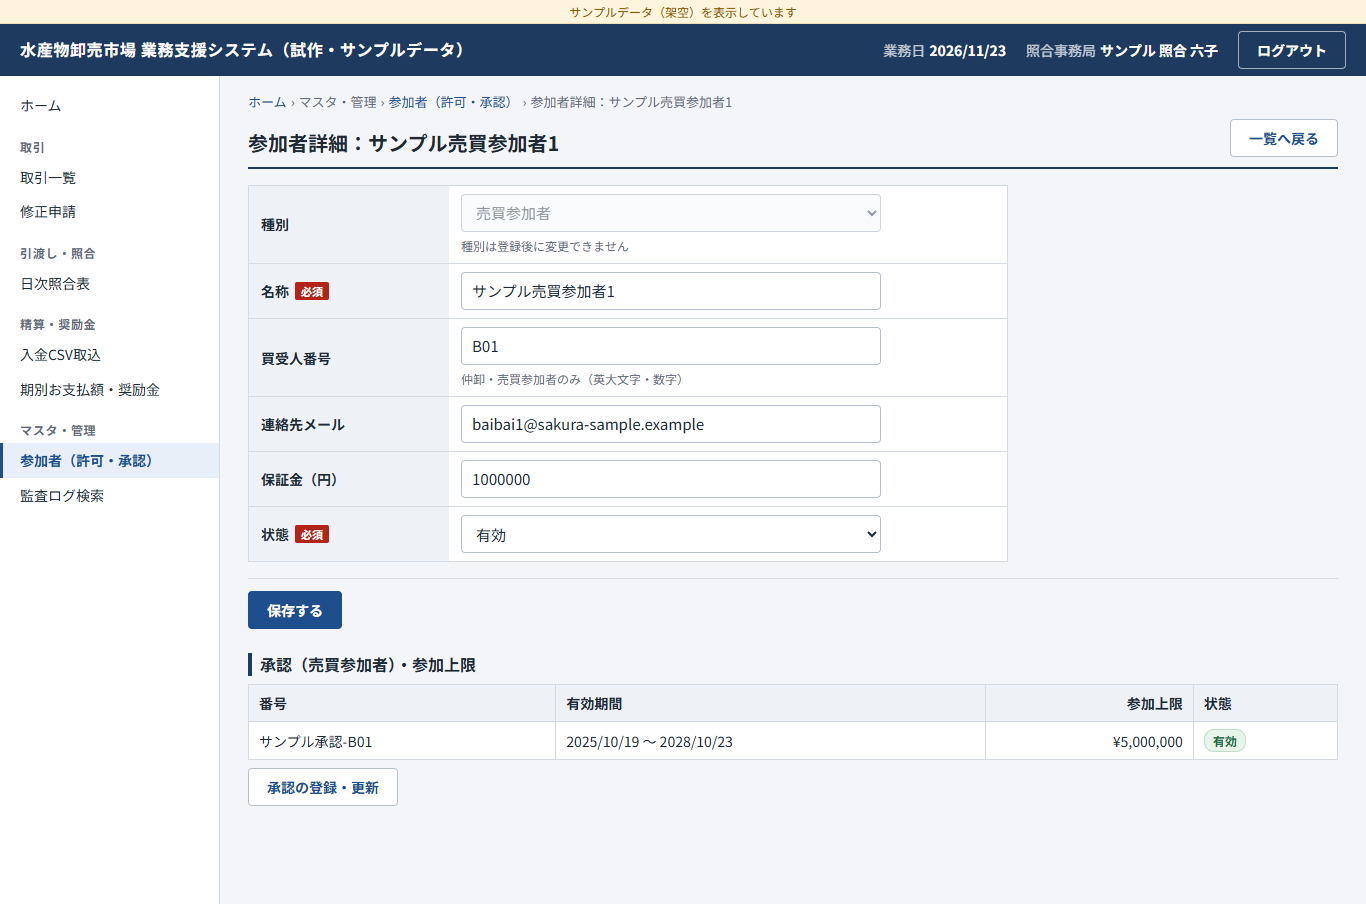 サンプルデータ（架空）を表示しています
水産物卸売市場 業務支援システム（試作・サンプルデータ）
業務日 2026/11/23 照合事務局 サンプル 照合 六子 ログアウト
ホーム
取引
取引一覧
修正申請
引渡し・照合
日次照合表
精算・奨励金
入金CSV取込
期別お支払額・奨励金
マスタ・管理
参加者（許可・承認）
監査ログ検索
ホーム › マスタ・管理 › 参加者（許可・承認） › 参加者詳細：サンプル売買参加者1
参加者詳細：サンプル売買参加者1
一覧へ戻る
種別 売買参加者
種別は登録後に変更できません
名称 必須 サンプル売買参加者1
買受人番号 B01
仲卸・売買参加者のみ（英大文字・数字）
連絡先メール baibai1@sakura-sample.example
保証金（円） 1000000
状態 必須 有効
保存する
承認（売買参加者）・参加上限
番号 有効期間 参加上限 状態
サンプル承認-B01 2025/10/19 ～ 2028/10/23 ¥5,000,000 有効
承認の登録・更新